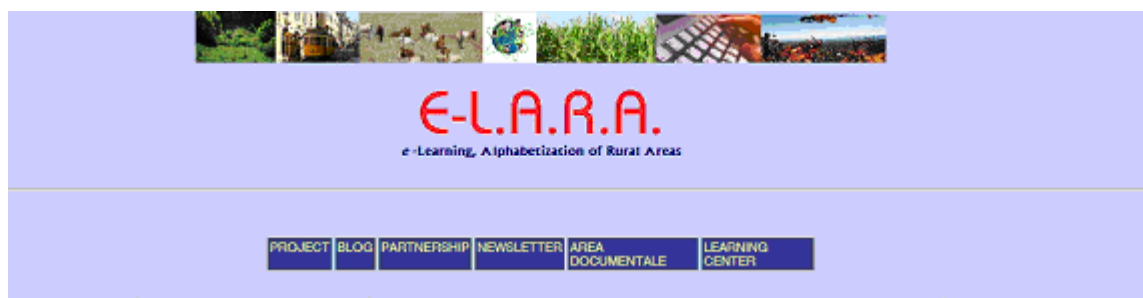 E-L.A.R.A.
e-Learning, Alphabetization of Rural Areas
PROJECT BLOG PARTNERSHIP NEWSLETTER AREA DOCUMENTALE LEARNING CENTER